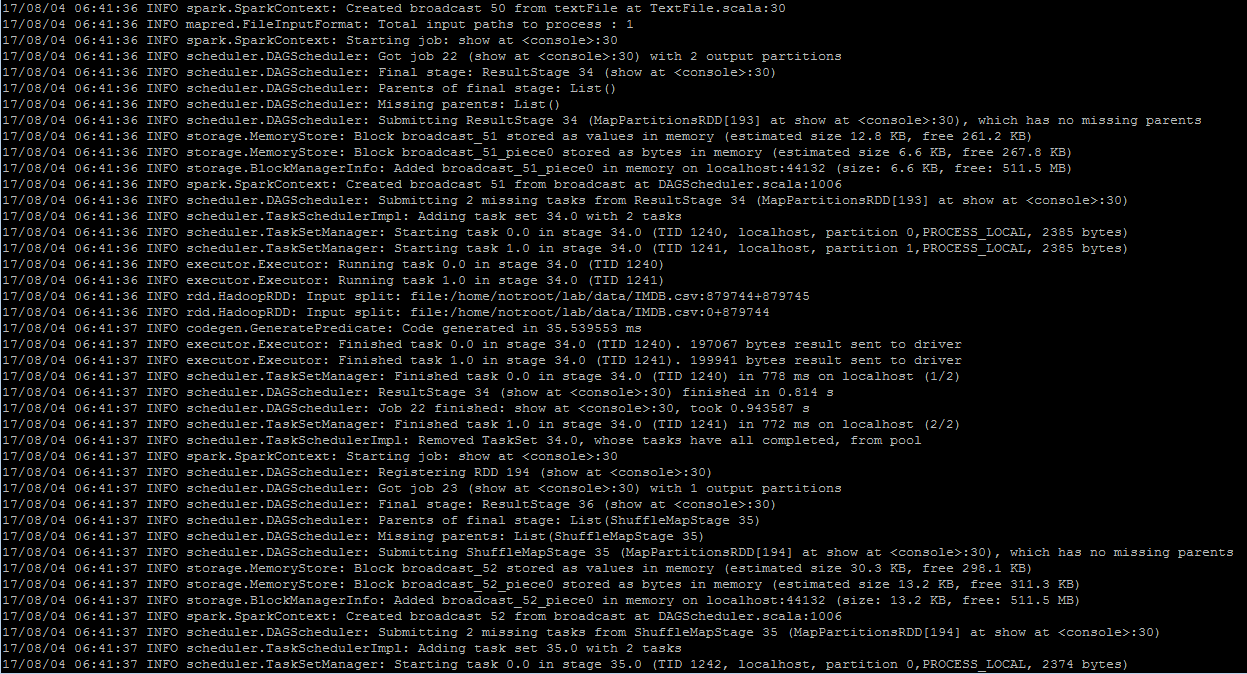 17/08/04 06:41:36 INFO spark.SparkContext: Created broadcast 50 from textFile at TextFile.scala:30
17/08/04 06:41:36 INFO mapred.FileInputFormat: Total input paths to process : 1
17/08/04 06:41:36 INFO spark.SparkContext: Starting job: show at <console>:30
17/08/04 06:41:36 INFO scheduler.DAGScheduler: Got job 22 (show at <console>:30) with 2 output partitions
17/08/04 06:41:36 INFO scheduler.DAGScheduler: Final stage: ResultStage 34 (show at <console>:30)
17/08/04 06:41:36 INFO scheduler.DAGScheduler: Parents of final stage: List()
17/08/04 06:41:36 INFO scheduler.DAGScheduler: Missing parents: List()
17/08/04 06:41:36 INFO scheduler.DAGScheduler: Submitting ResultStage 34 (MapPartitionsRDD[193] at show at <console>:30), which has no missing parents
17/08/04 06:41:36 INFO storage.MemoryStore: Block broadcast_51 stored as values in memory (estimated size 12.8 KB, free 261.2 KB)
17/08/04 06:41:36 INFO storage.MemoryStore: Block broadcast_51_piece0 stored as bytes in memory (estimated size 6.6 KB, free 267.8 KB)
17/08/04 06:41:36 INFO storage.BlockManagerInfo: Added broadcast_51_piece0 in memory on localhost:44132 (size: 6.6 KB, free: 511.5 MB)
17/08/04 06:41:36 INFO spark.SparkContext: Created broadcast 51 from broadcast at DAGScheduler.scala:1006
17/08/04 06:41:36 INFO scheduler.DAGScheduler: Submitting 2 missing tasks from ResultStage 34 (MapPartitionsRDD[193] at show at <console>:30)
17/08/04 06:41:36 INFO scheduler.TaskSchedulerImpl: Adding task set 34.0 with 2 tasks
17/08/04 06:41:36 INFO scheduler.TaskSetManager: Starting task 0.0 in stage 34.0 (TID 1240, localhost, partition 0,PROCESS_LOCAL, 2385 bytes)
17/08/04 06:41:36 INFO scheduler.TaskSetManager: Starting task 1.0 in stage 34.0 (TID 1241, localhost, partition 1,PROCESS_LOCAL, 2385 bytes)
17/08/04 06:41:36 INFO executor.Executor: Running task 0.0 in stage 34.0 (TID 1240)
17/08/04 06:41:36 INFO executor.Executor: Running task 1.0 in stage 34.0 (TID 1241)
17/08/04 06:41:36 INFO rdd.HadoopRDD: Input split: file:/home/notroot/lab/data/IMDB.csv:879744+879745
17/08/04 06:41:36 INFO rdd.HadoopRDD: Input split: file:/home/notroot/lab/data/IMDB.csv:0+879744
17/08/04 06:41:37 INFO codegen.GeneratePredicate: Code generated in 35.539553 ms
17/08/04 06:41:37 INFO executor.Executor: Finished task 0.0 in stage 34.0 (TID 1240). 197067 bytes result sent to driver
17/08/04 06:41:37 INFO executor.Executor: Finished task 1.0 in stage 34.0 (TID 1241). 199941 bytes result sent to driver
17/08/04 06:41:37 INFO scheduler.TaskSetManager: Finished task 0.0 in stage 34.0 (TID 1240) in 778 ms on localhost (1/2)
17/08/04 06:41:37 INFO scheduler.DAGScheduler: ResultStage 34 (show at <console>:30) finished in 0.814 s
17/08/04 06:41:37 INFO scheduler.DAGScheduler: Job 22 finished: show at <console>:30, took 0.943587 s
17/08/04 06:41:37 INFO scheduler.TaskSetManager: Finished task 1.0 in stage 34.0 (TID 1241) in 772 ms on localhost (2/2)
17/08/04 06:41:37 INFO scheduler.TaskSchedulerImpl: Removed TaskSet 34.0, whose tasks have all completed, from pool
17/08/04 06:41:37 INFO spark.SparkContext: Starting job: show at <console>:30
17/08/04 06:41:37 INFO scheduler.DAGScheduler: Registering RDD 194 (show at <console>:30)
17/08/04 06:41:37 INFO scheduler.DAGScheduler: Got job 23 (show at <console>:30) with 1 output partitions
17/08/04 06:41:37 INFO scheduler.DAGScheduler: Final stage: ResultStage 36 (show at <console>:30)
17/08/04 06:41:37 INFO scheduler.DAGScheduler: Parents of final stage: List(ShuffleMapStage 35)
17/08/04 06:41:37 INFO scheduler.DAGScheduler: Missing parents: List(ShuffleMapStage 35)
17/08/04 06:41:37 INFO scheduler.DAGScheduler: Submitting ShuffleMapStage 35 (MapPartitionsRDD[194] at show at <console>:30), which has no missing parents
17/08/04 06:41:37 INFO storage.MemoryStore: Block broadcast_52 stored as values in memory (estimated size 30.3 KB, free 298.1 KB)
17/08/04 06:41:37 INFO storage.MemoryStore: Block broadcast_52_piece0 stored as bytes in memory (estimated size 13.2 KB, free 311.3 KB)
17/08/04 06:41:37 INFO storage.BlockManagerInfo: Added broadcast_52_piece0 in memory on localhost:44132 (size: 13.2 KB, free: 511.5 MB)
17/08/04 06:41:37 INFO spark.SparkContext: Created broadcast 52 from broadcast at DAGScheduler.scala:1006
17/08/04 06:41:37 INFO scheduler.DAGScheduler: Submitting 2 missing tasks from ShuffleMapStage 35 (MapPartitionsRDD[194] at show at <console>:30)
17/08/04 06:41:37 INFO scheduler.TaskSchedulerImpl: Adding task set 35.0 with 2 tasks
17/08/04 06:41:37 INFO scheduler.TaskSetManager: Starting task 0.0 in stage 35.0 (TID 1242, localhost, partition 0,PROCESS_LOCAL, 2374 bytes)